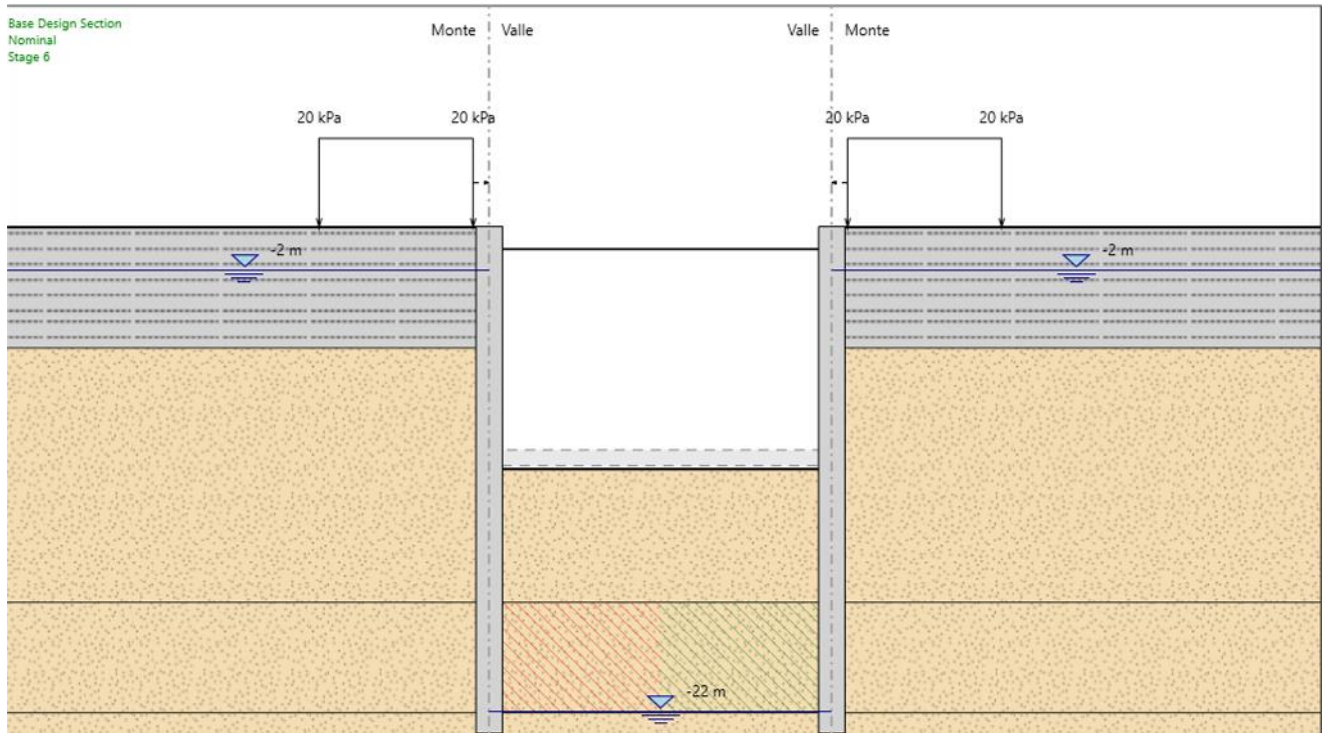 Base Design Section
Nominal
Stage 6
Monte Valle Valle Monte
20 kPa 20 kPa 20 kPa 20 kPa
-2 m -2 m
-22 m